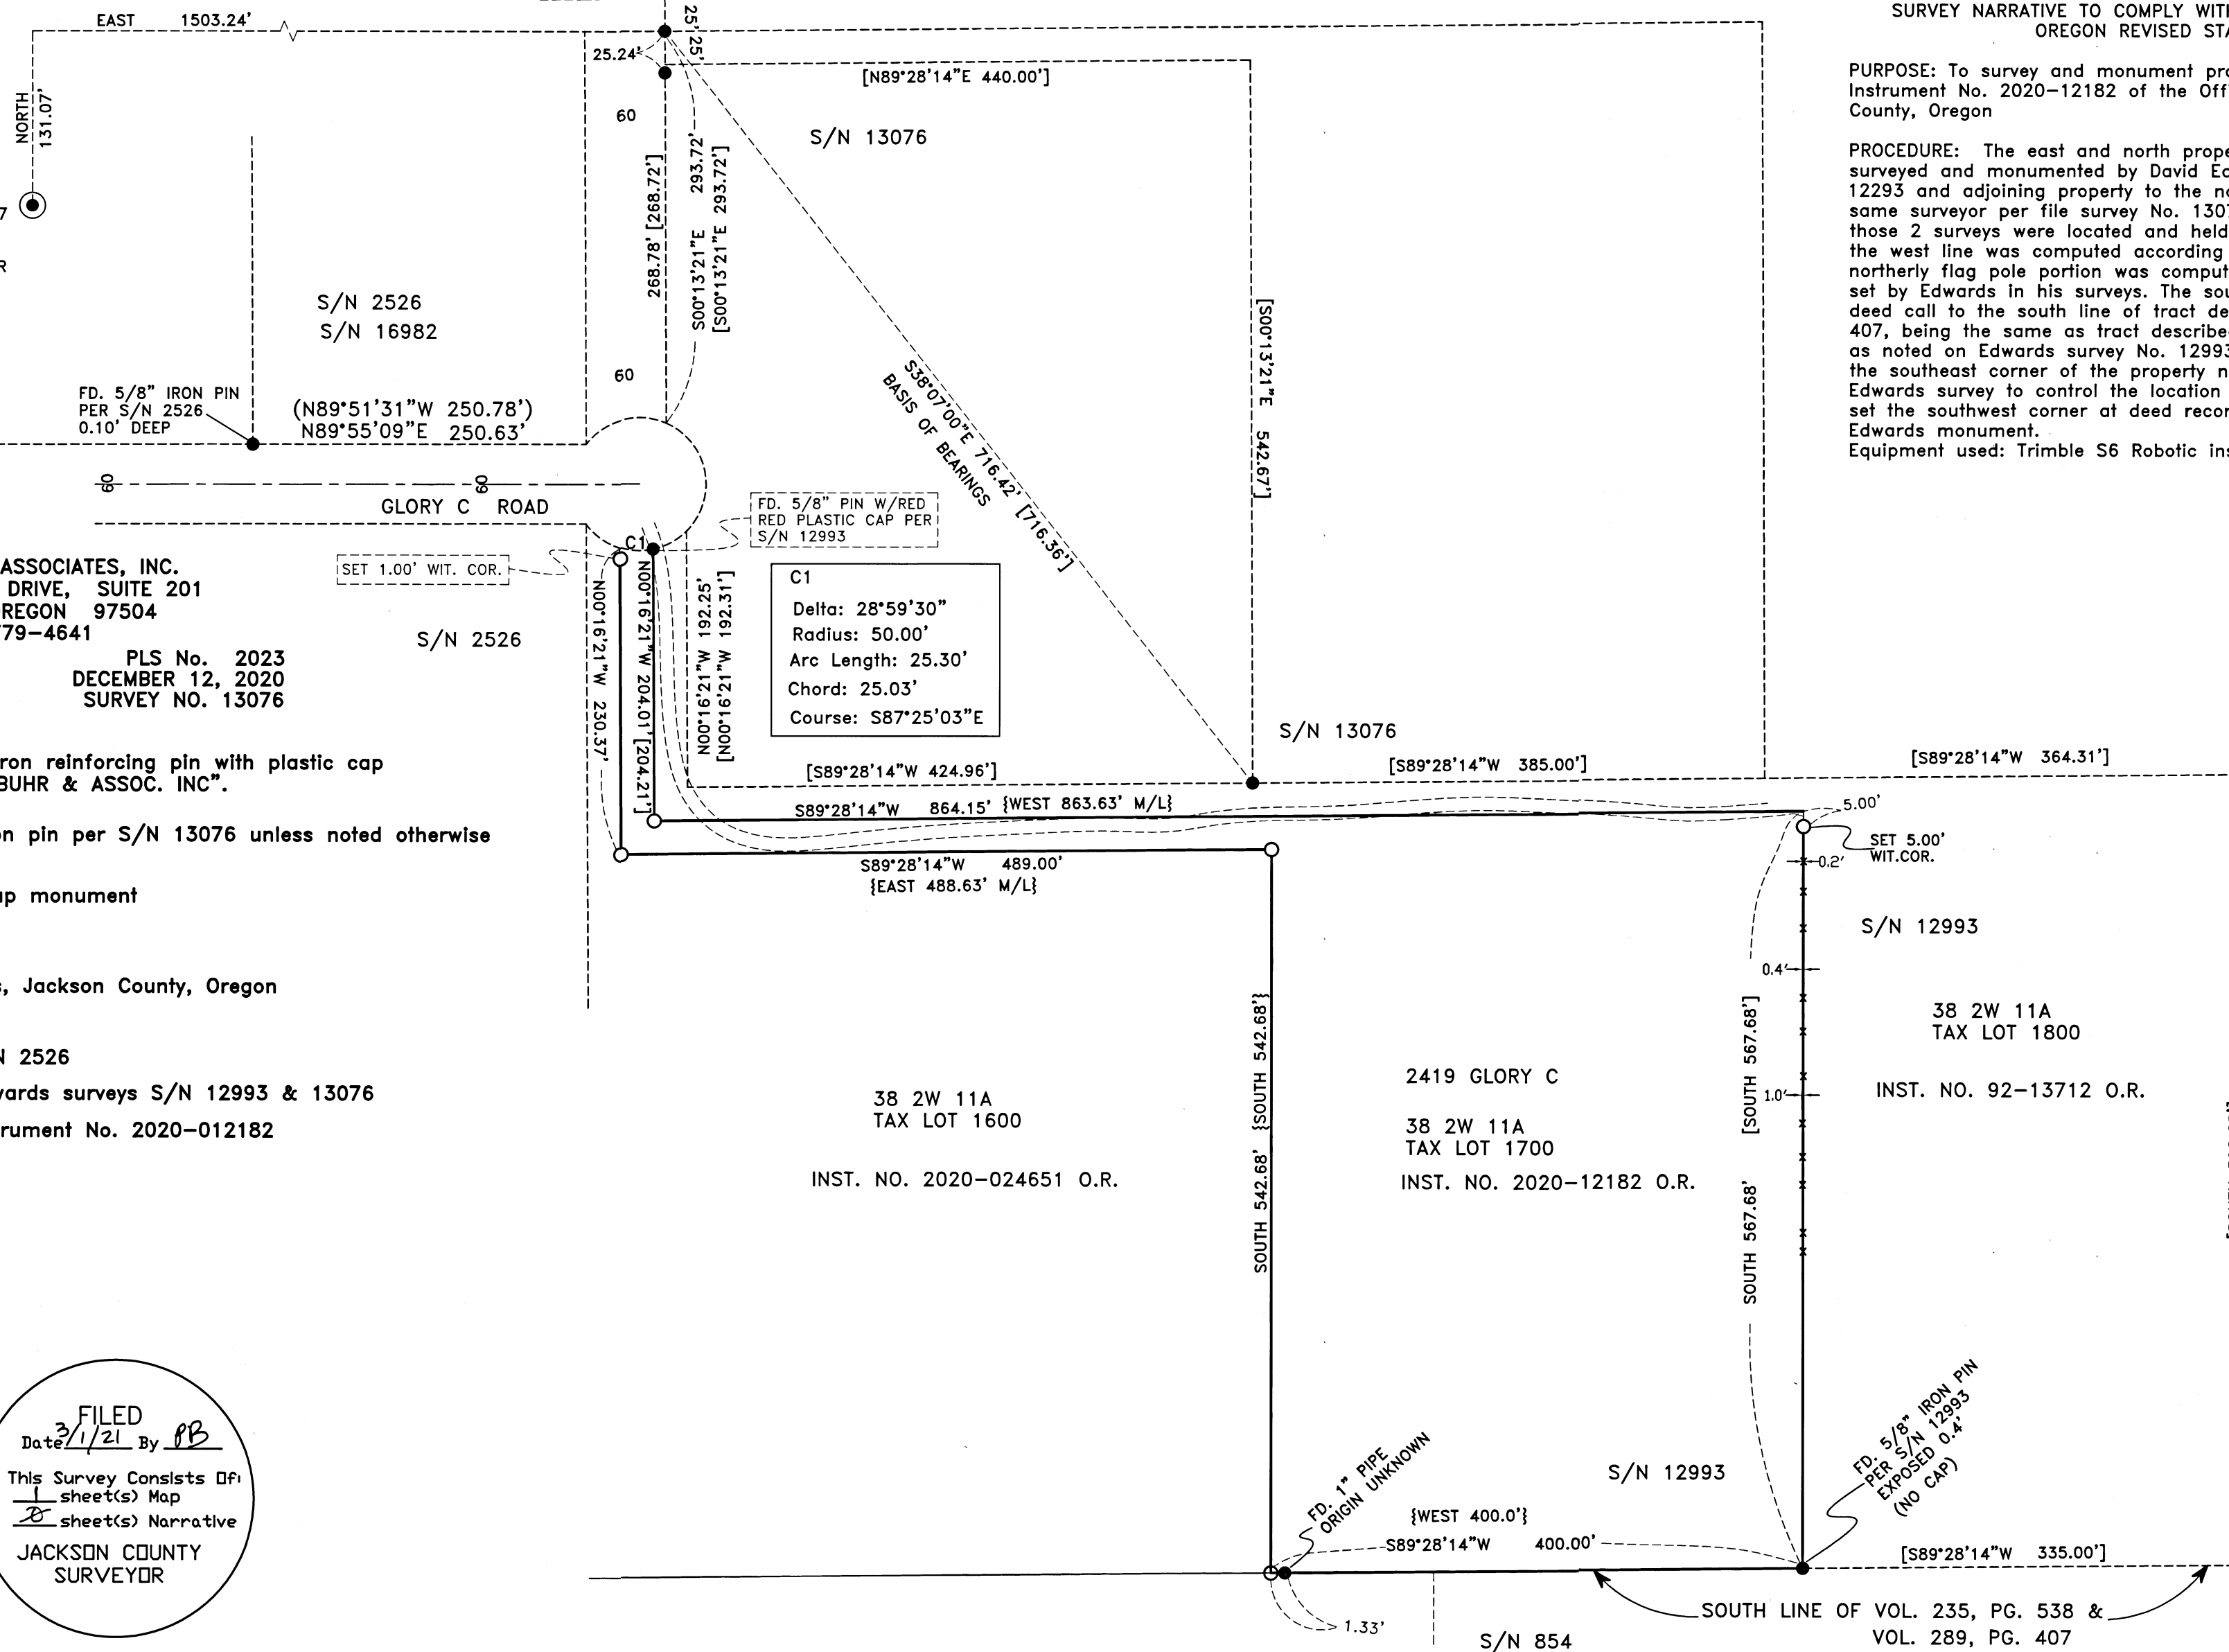 EAST 1503.24'
NORTH
131.07'
7
R
25.24'
25'
25'
[N89°28'14"E 440.00']
60
S/N 13076
268.78' [268.72']
S00°13'21"E 293.72'
[S00°13'21"E 293.72']
S/N 2526
S/N 16982
60
FD. 5/8" IRON PIN
PER S/N 2526
0.10' DEEP
(N89°51'31"W 250.78')
N89°55'09"E 250.63'
S38°07'00"E 716.42' [716.36']
BASIS OF BEARINGS
[S00°13'21"E 542.67']
60
60
GLORY C ROAD
FD. 5/8" PIN W/RED
RED PLASTIC CAP PER
S/N 12993
C1
SET 1.00' WIT. COR.
SURVEY NARRATIVE TO COMPLY WITH
OREGON REVISED STA
PURPOSE: To survey and monument pro
Instrument No. 2020-12182 of the Off
County, Oregon
PROCEDURE: The east and north prope
surveyed and monumented by David Ed
12293 and adjoining property to the no
same surveyor per file survey No. 1307
those 2 surveys were located and held
the west line was computed according
northerly flag pole portion was comput
set by Edwards in his surveys. The sou
deed call to the south line of tract de
407, being the same as tract describe
as noted on Edwards survey No. 12993
the southeast corner of the property n
Edwards survey to control the location
set the southwest corner at deed recor
Edwards monument.
Equipment used: Trimble S6 Robotic ins
ASSOCIATES, INC.
DRIVE, SUITE 201
OREGON 97504
779-4641
PLS No. 2023
DECEMBER 12, 2020
SURVEY NO. 13076
S/N 2526
N00°16'21"W 230.37'
N00°16'21"W 204.01' [204.21']
N00°16'21"W 192.25'
[N00°16'21"W 192.31']
C1
Delta: 28°59'30"
Radius: 50.00'
Arc Length: 25.30'
Chord: 25.03'
Course: S87°25'03"E
S/N 13076
[S89°28'14"W 424.96']
[S89°28'14"W 385.00']
[S89°28'14"W 364.31']
S89°28'14"W 864.15' {WEST 863.63' M/L}
5.00'
SET 5.00'
WIT.COR.
0.2'
S89°28'14"W 489.00'
{EAST 488.63' M/L}
iron reinforcing pin with plastic cap
BUHR & ASSOC. INC".
on pin per S/N 13076 unless noted otherwise
ap monument
s, Jackson County, Oregon
N 2526
wards surveys S/N 12993 & 13076
trument No. 2020-012182
S/N 12993
0.4'
38 2W 11A
TAX LOT 1800
INST. NO. 92-13712 O.R.
1.0'
SOUTH 542.68' {SOUTH 542.68'}
[SOUTH 567.68']
SOUTH 567.68'
38 2W 11A
TAX LOT 1600
INST. NO. 2020-024651 O.R.
2419 GLORY C
38 2W 11A
TAX LOT 1700
INST. NO. 2020-12182 O.R.
FILED
Date 3/1/21 By PB
This Survey Consists Of:
1 sheet(s) Map
sheet(s) Narrative
JACKSON COUNTY
SURVEYOR
FD. 1" PIPE
ORIGIN UNKNOWN
S/N 12993
FD. 5/8" IRON PIN
PER S/N 12993
EXPOSED 0.4'
(NO CAP)
{WEST 400.0'}
S89°28'14"W 400.00'
[S89°28'14"W 335.00']
1.33'
S/N 854
SOUTH LINE OF VOL. 235, PG. 538 &
VOL. 289, PG. 407